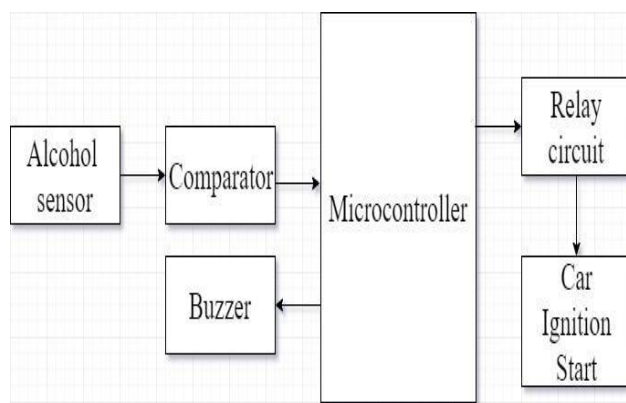 Alcohol
sensor
Comparator
Buzzer
Microcontroller
Relay
circuit
Car
Ignition
Start